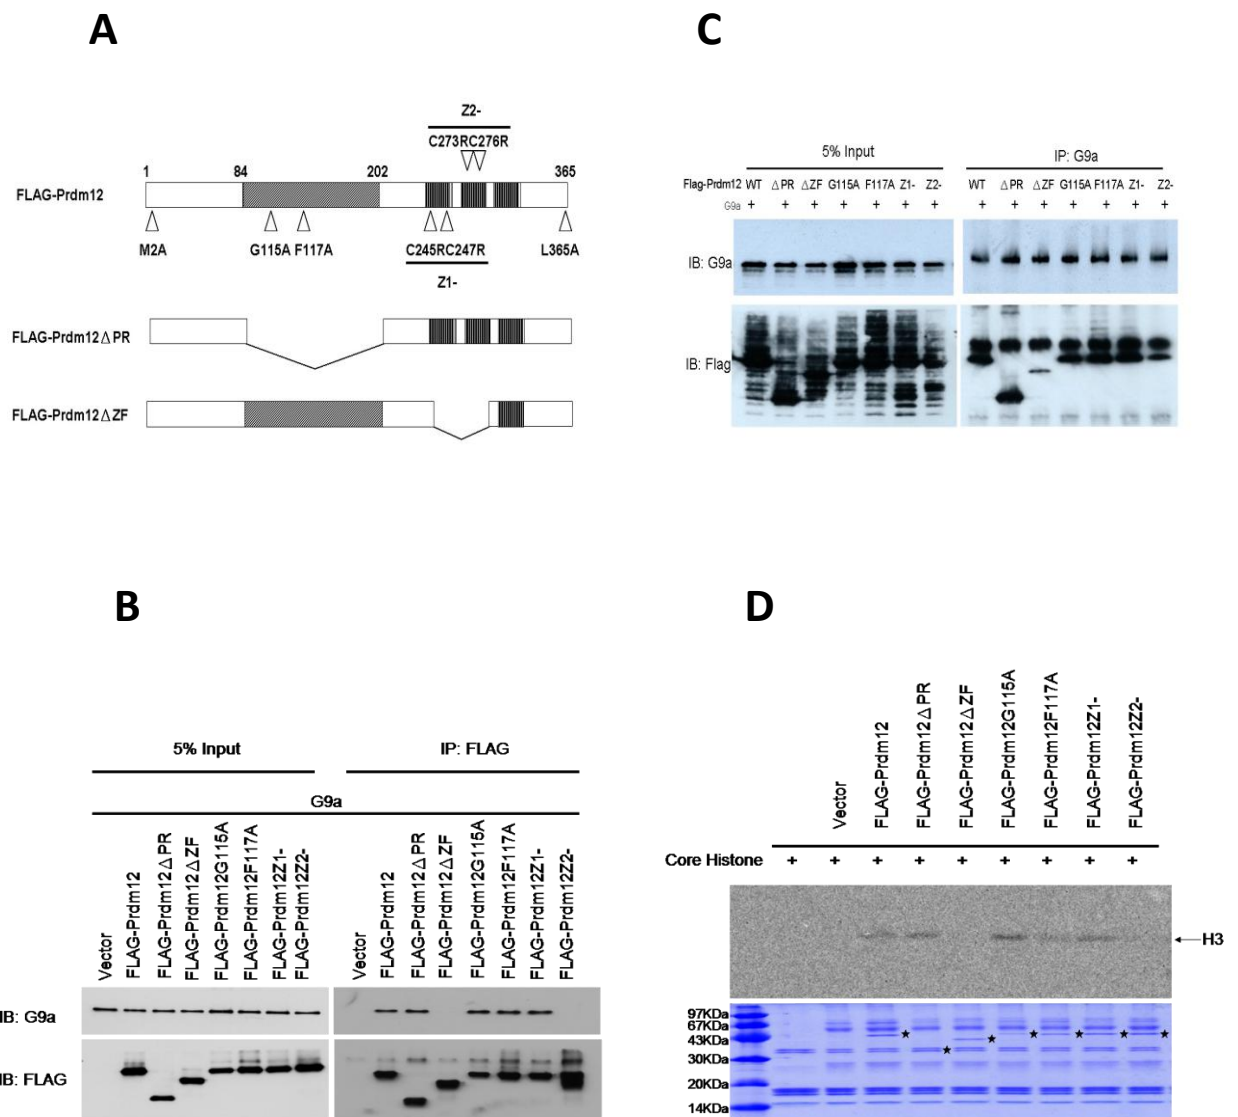 A
Z2-
C273RC276R
1 84 202 365
FLAG-Prdm12
M2A G115A F117A C245RC247R L365A
Z1-
FLAG-Prdm12△PR
FLAG-Prdm12△ZF
C
5% Input IP: G9a
Flag-Prdm12 WT △PR △ZF G115A F117A Z1- Z2- WT △PR △ZF G115A F117A Z1- Z2-
G9a + + + + + + + + + + + + + +
IB: G9a
IB: Flag
B
5% Input IP: FLAG
G9a
Vector FLAG-Prdm12 FLAG-Prdm12△PR FLAG-Prdm12△ZF FLAG-Prdm12G115A FLAG-Prdm12F117A FLAG-Prdm12Z1- FLAG-Prdm12Z2- Vector FLAG-Prdm12 FLAG-Prdm12△PR FLAG-Prdm12△ZF FLAG-Prdm12G115A FLAG-Prdm12F117A FLAG-Prdm12Z1- FLAG-Prdm12Z2-
IB: G9a
IB: FLAG
D
Vector FLAG-Prdm12 FLAG-Prdm12△PR FLAG-Prdm12△ZF FLAG-Prdm12G115A FLAG-Prdm12F117A FLAG-Prdm12Z1- FLAG-Prdm12Z2-
Core Histone + + + + + + + + +
H3
97KDa
67KDa
43KDa
30KDa
20KDa
14KDa